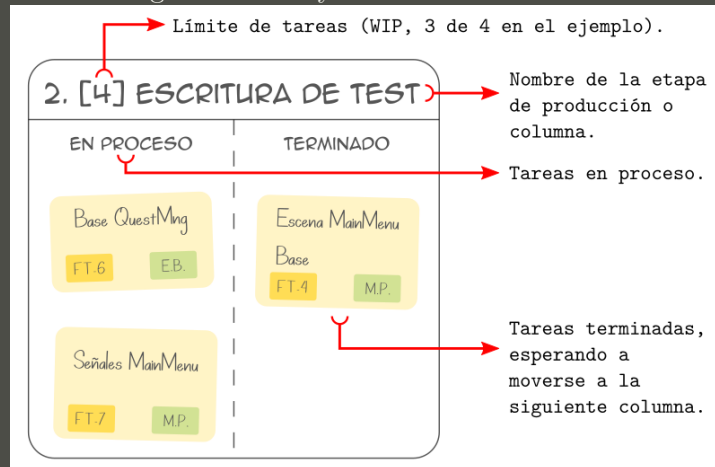 Límite de tareas (WIP, 3 de 4 en el ejemplo).
2. [4] ESCRITURA DE TEST
Nombre de la etapa
de producción o
columna.
EN PROCESO
TERMINADO
Tareas en proceso.
Base QuestMng
FT.6
E.B.
Escena MainMenu
Base
FT.4
M.P.
Señales MainMenu
FT.7
M.P.
Tareas terminadas,
esperando a
moverse a la
siguiente columna.